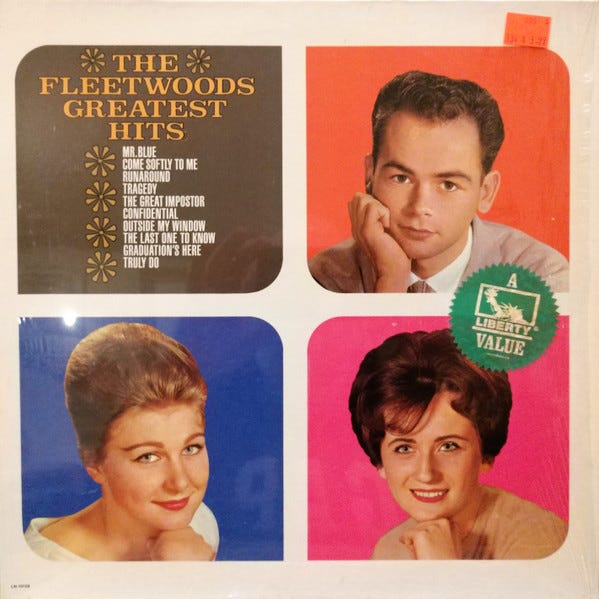 THE
FLEETWOODS
GREATEST
HITS
MR. BLUE
COME SOFTLY TO ME
RUNAROUND
TRAGEDY
THE GREAT IMPOSTOR
CONFIDENTIAL
OUTSIDE MY WINDOW
THE LAST ONE TO KNOW
GRADUATION'S HERE
TRULY DO
A
LIBERTY
VALUE